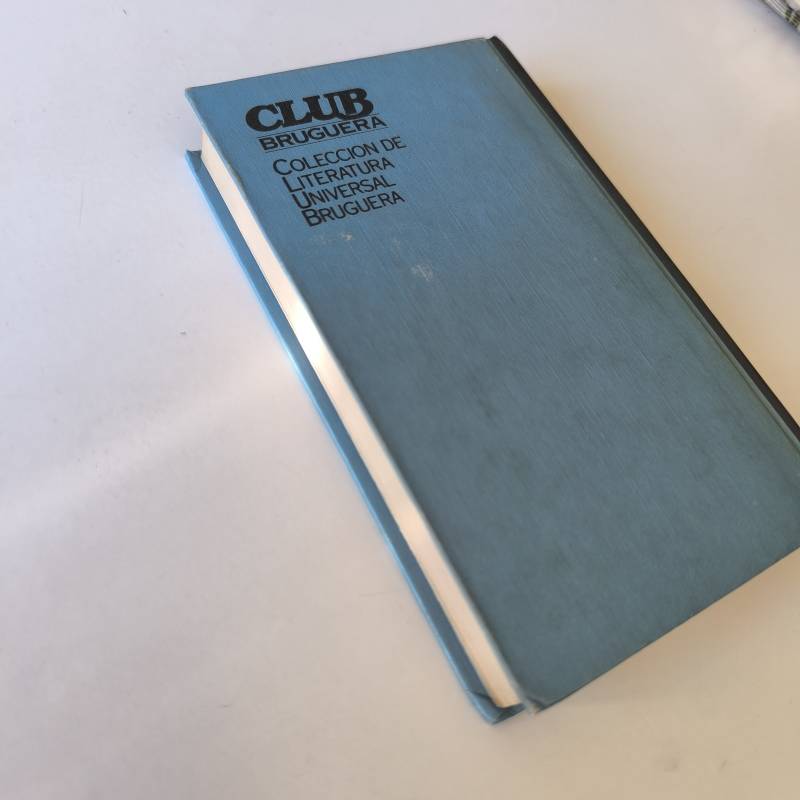 CLUB
BRUGUERA
COLECCION DE
LITERATURA
UNIVERSAL
BRUGUERA